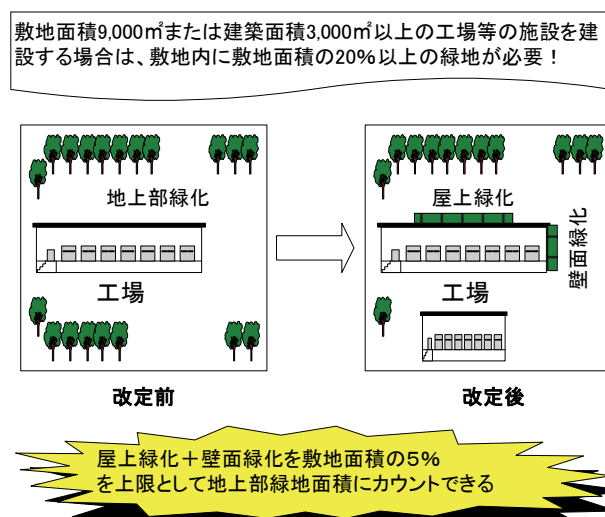 敷地面積9,000㎡または建築面積3,000㎡以上の工場等の施設を建
設する場合は、敷地内に敷地面積の20%以上の緑地が必要！
地上部緑化
工場
改定前
屋上緑化
壁面緑化
工場
改定後
屋上緑化＋壁面緑化を敷地面積の5%
を上限として地上部緑地面積にカウントできる